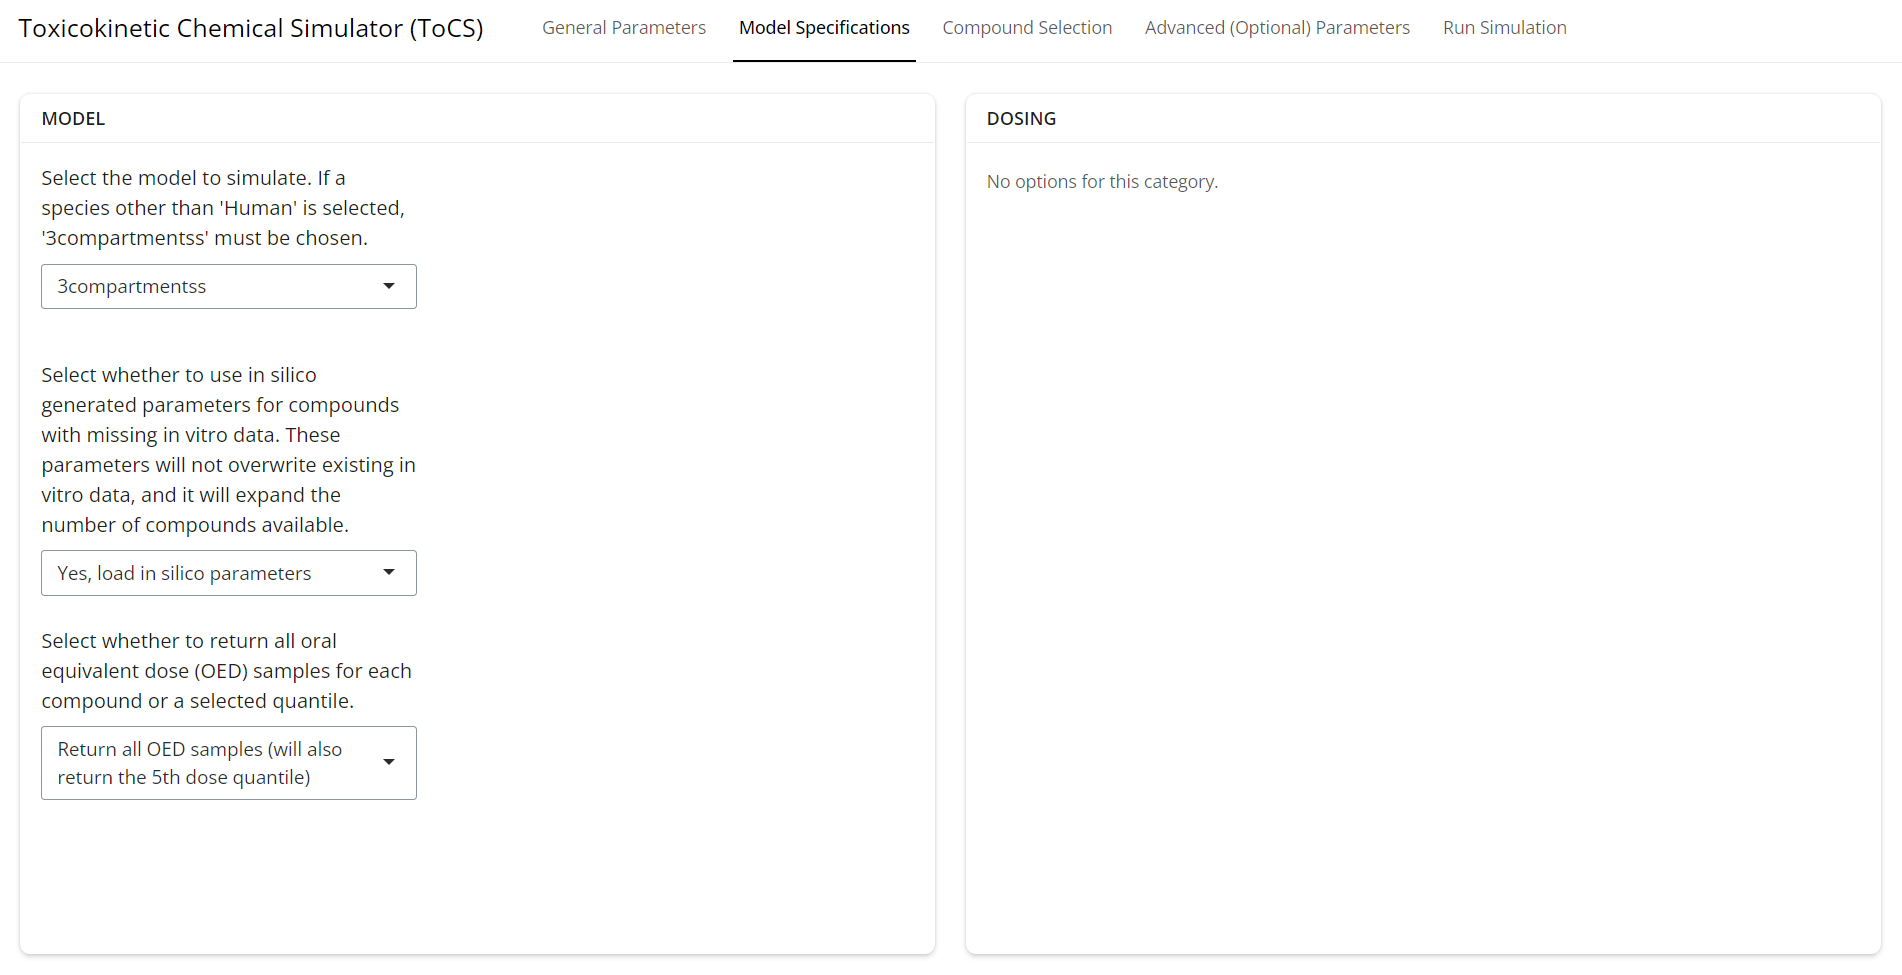 Toxicokinetic Chemical Simulator (ToCS)
General Parameters
Model Specifications
Compound Selection
Advanced (Optional) Parameters
Run Simulation
MODEL
Select the model to simulate. If a
species other than 'Human' is selected,
'3compartmentss' must be chosen.
3compartmentss
Select whether to use in silico
generated parameters for compounds
with missing in vitro data. These
parameters will not overwrite existing in
vitro data, and it will expand the
number of compounds available.
Yes, load in silico parameters
Select whether to return all oral
equivalent dose (OED) samples for each
compound or a selected quantile.
Return all OED samples (will also
return the 5th dose quantile)
DOSING
No options for this category.